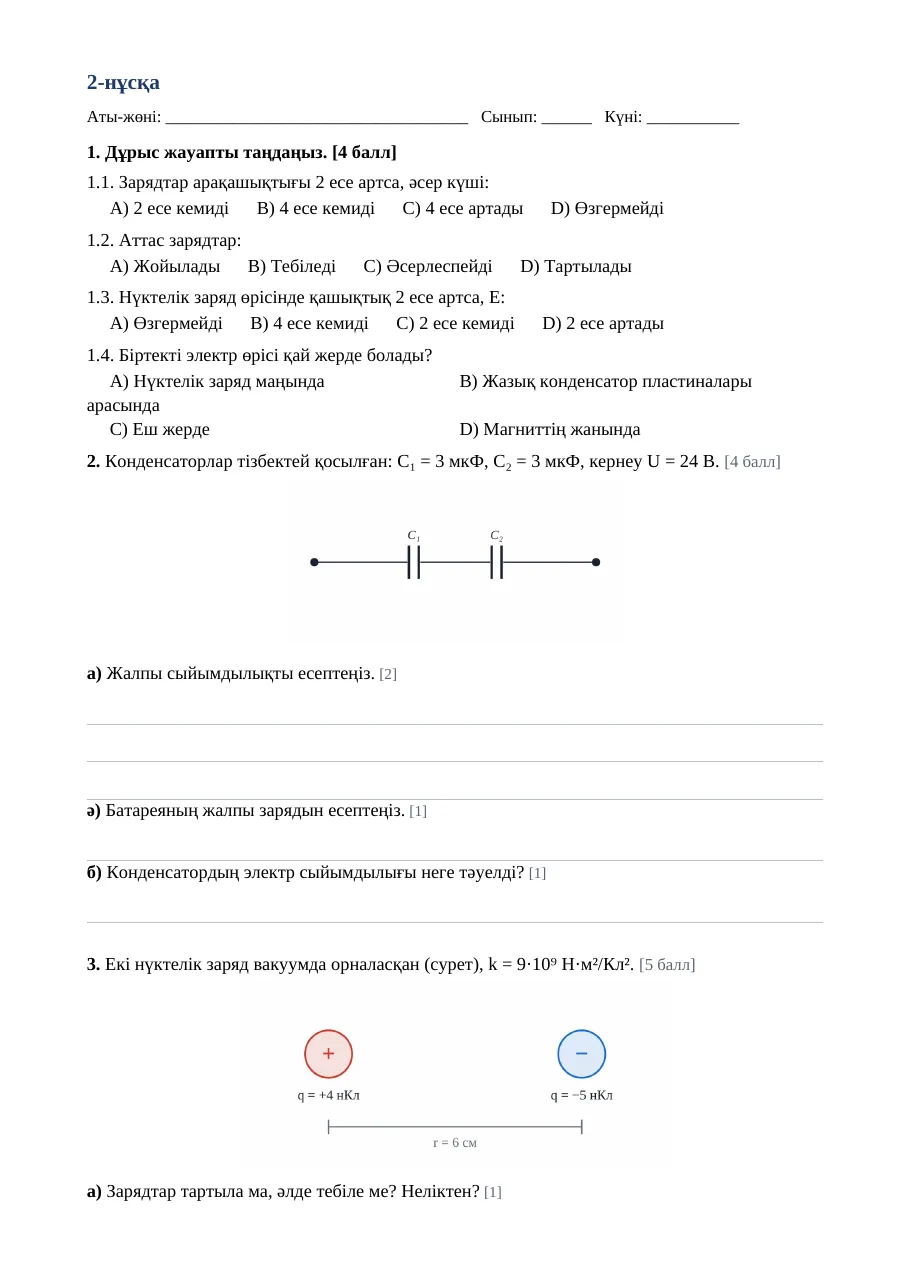 2-нұсқа
Аты-жөні: ___________________________________ Сынып: ______ Күні: ___________
1. Дұрыс жауапты таңдаңыз. [4 балл]
1.1. Зарядтар арақашықтығы 2 есе артса, әсер күші:
A) 2 есе кемиді B) 4 есе кемиді C) 4 есе артады D) Өзгермейді
1.2. Аттас зарядтар:
A) Жойылады B) Тебіледі C) Әсерлеспейді D) Тартылады
1.3. Нүктелік заряд өрісінде қашықтық 2 есе артса, E:
A) Өзгермейді B) 4 есе кемиді C) 2 есе кемиді D) 2 есе артады
1.4. Біртекті электр өрісі қай жерде болады?
A) Нүктелік заряд маңында B) Жазық конденсатор пластиналары
арасында
C) Еш жерде D) Магниттің жанында
2. Конденсаторлар тізбектей қосылған: C₁ = 3 мкФ, C₂ = 3 мкФ, кернеу U = 24 В. [4 балл]
C₁ C₂
а) Жалпы сыйымдылықты есептеңіз. [2]
ә) Батареяның жалпы зарядын есептеңіз. [1]
б) Конденсатордың электр сыйымдылығы неге тәуелді? [1]
3. Екі нүктелік заряд вакуумда орналасқан (сурет), k = 9·10⁹ Н·м²/Кл². [5 балл]
+ −
q = +4 нКл q = −5 нКл
r = 6 см
а) Зарядтар тартыла ма, әлде тебіле ме? Неліктен? [1]